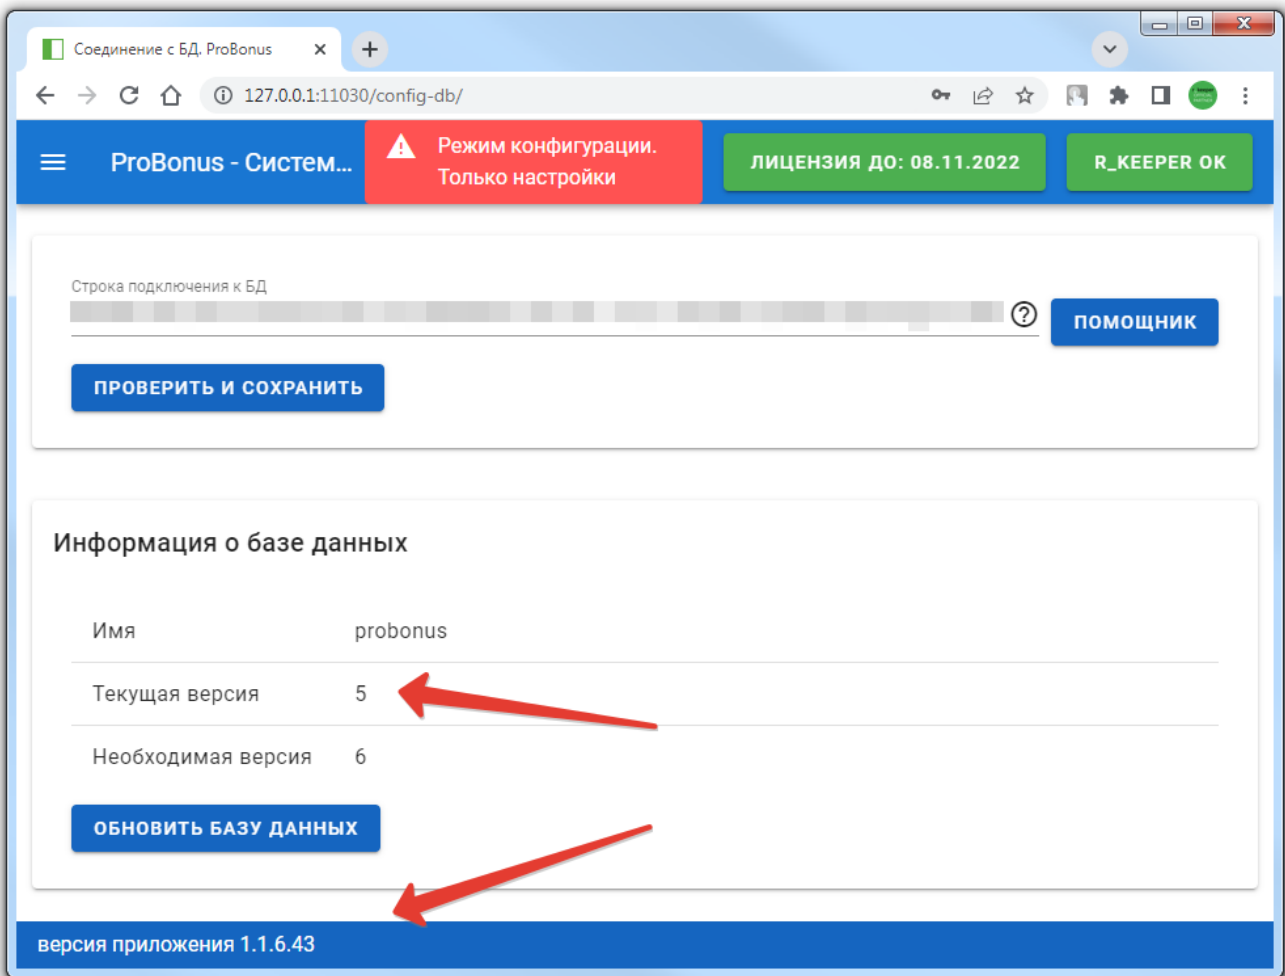 Соединение с БД. ProBonus
127.0.0.1:11030/config-db/
ProBonus - Систем...
Режим конфигурации.
Только настройки
ЛИЦЕНЗИЯ ДО: 08.11.2022
R_KEEPER OK
Строка подключения к БД
ПОМОЩНИК
ПРОВЕРИТЬ И СОХРАНИТЬ
Информация о базе данных
Имя probonus
Текущая версия 5
Необходимая версия 6
ОБНОВИТЬ БАЗУ ДАННЫХ
версия приложения 1.1.6.43